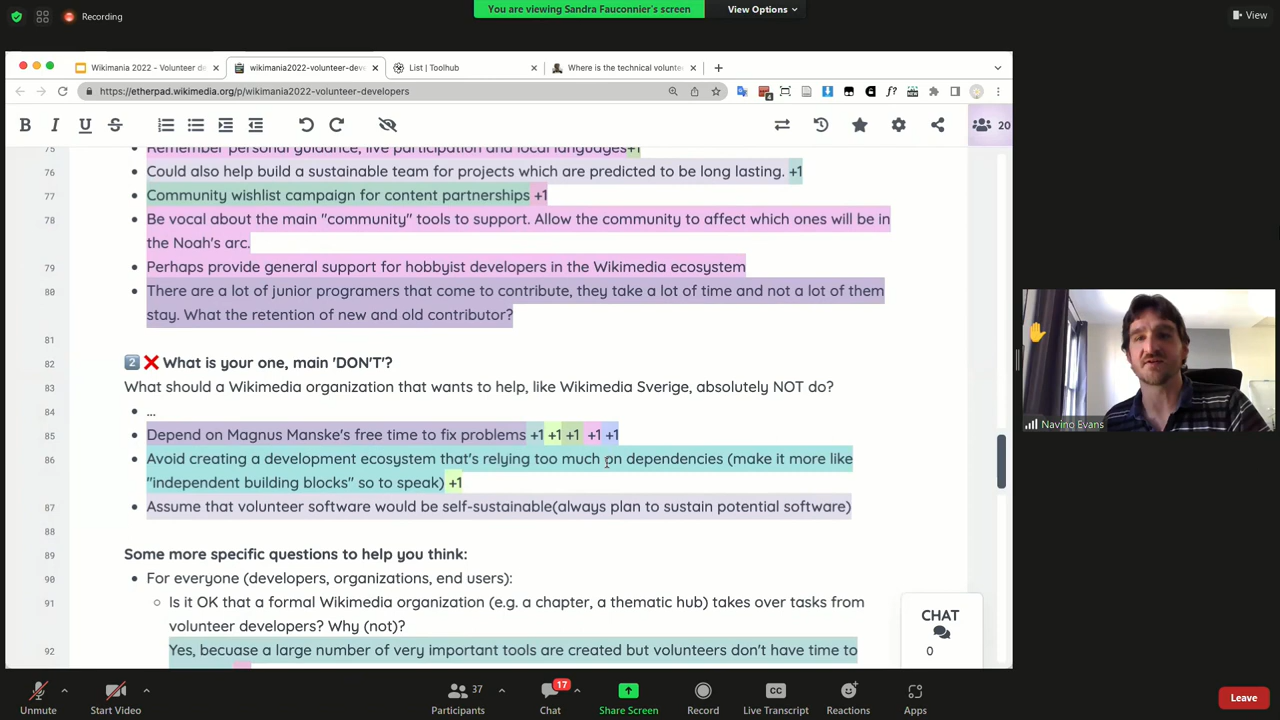 You are viewing Sandra Fauconnier's screen
View Options
Recording
View
Wikimania 2022 - Volunteer de
wikimania2022-volunteer-deve
List | Toolhub
Where is the technical volunte
https://etherpad.wikimedia.org/p/wikimania2022-volunteer-developers
20
75 Remember personal guidance, live participation and local languages+1
76 Could also help build a sustainable team for projects which are predicted to be long lasting. +1
77 Community wishlist campaign for content partnerships +1
78 Be vocal about the main "community" tools to support. Allow the community to affect which ones will be in
the Noah's arc.
79 Perhaps provide general support for hobbyist developers in the Wikimedia ecosystem
80 There are a lot of junior programers that come to contribute, they take a lot of time and not a lot of them
stay. What the retention of new and old contributor?
81
82 2 ❌ What is your one, main 'DON'T'?
83 What should a Wikimedia organization that wants to help, like Wikimedia Sverige, absolutely NOT do?
84 ...
85 Depend on Magnus Manske's free time to fix problems +1 +1 +1 +1 +1
86 Avoid creating a development ecosystem that's relying too much on dependencies (make it more like
"independent building blocks" so to speak) +1
87 Assume that volunteer software would be self-sustainable(always plan to sustain potential software)
88
89 Some more specific questions to help you think:
90 For everyone (developers, organizations, end users):
91 Is it OK that a formal Wikimedia organization (e.g. a chapter, a thematic hub) takes over tasks from
volunteer developers? Why (not)?
92 Yes, becuase a large number of very important tools are created but volunteers don't have time to
CHAT
0
Navino Evans
Unmute
Start Video
37
Participants
17
Chat
Share Screen
Record
CC
Live Transcript
Reactions
Apps
Leave